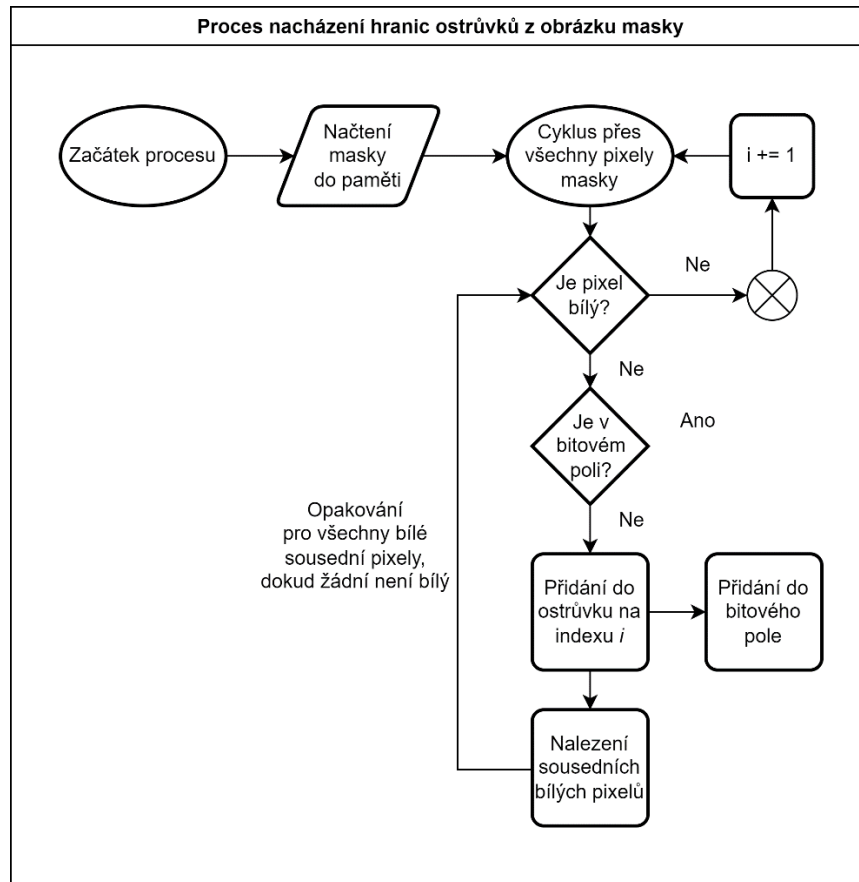 Proces nacházení hranic ostrůvků z obrázku masky
Začátek procesu
Načtení
masky
do paměti
Cyklus přes
všechny pixely
masky
i += 1
Je pixel
bílý?
Ne
Ne
Je v
bitovém
poli?
Ano
Ne
Opakování
pro všechny bílé
sousední pixely,
dokud žádní není bílý
Přidání do
ostrůvku na
indexu i
Přidání do
bitového
pole
Nalezení
sousedních
bílých pixelů